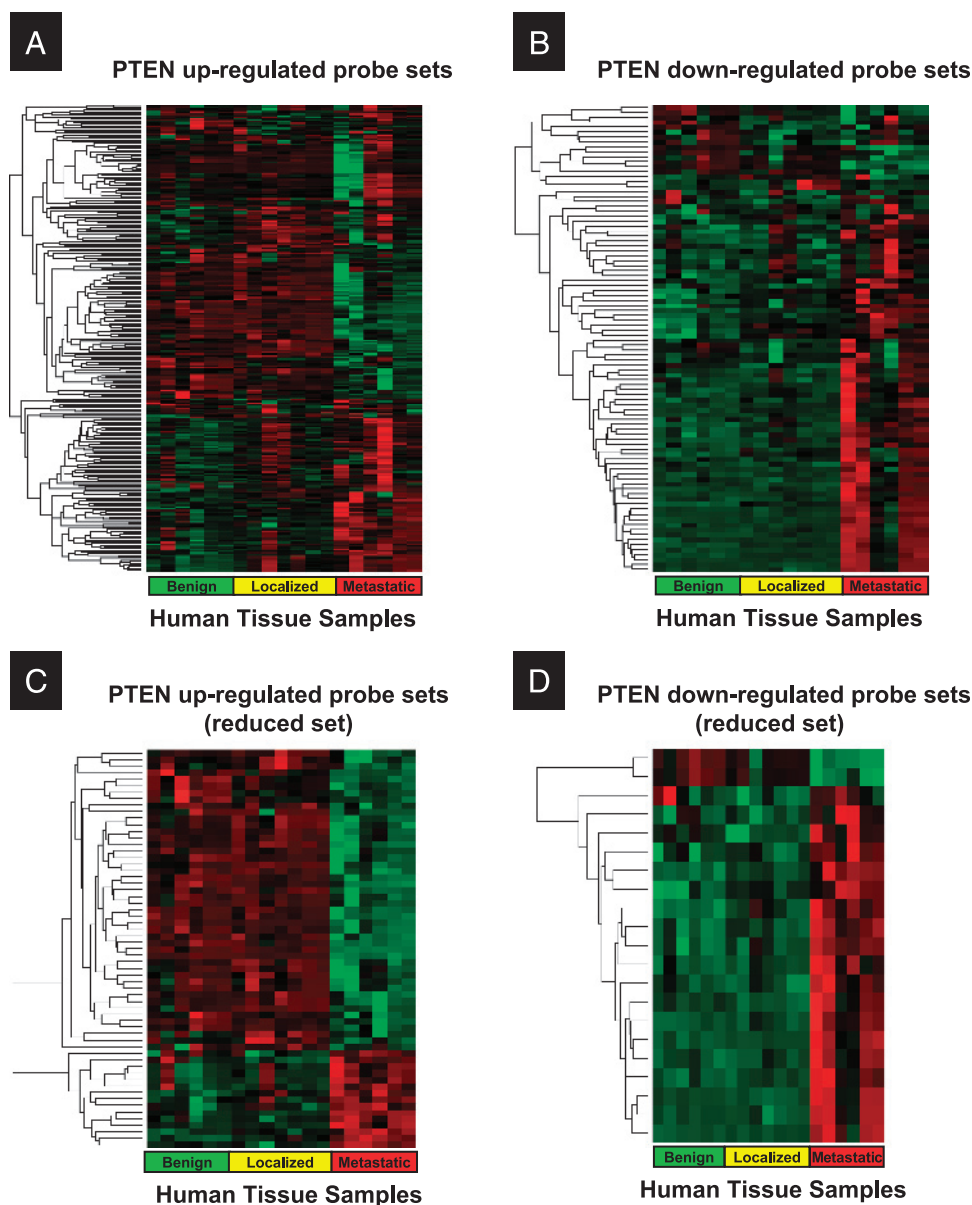 A
PTEN up-regulated probe sets
Benign Localized Metastatic
Human Tissue Samples
B
PTEN down-regulated probe sets
Benign Localized Metastatic
Human Tissue Samples
C
PTEN up-regulated probe sets
(reduced set)
Benign Localized Metastatic
Human Tissue Samples
D
PTEN down-regulated probe sets
(reduced set)
Benign Localized Metastatic
Human Tissue Samples